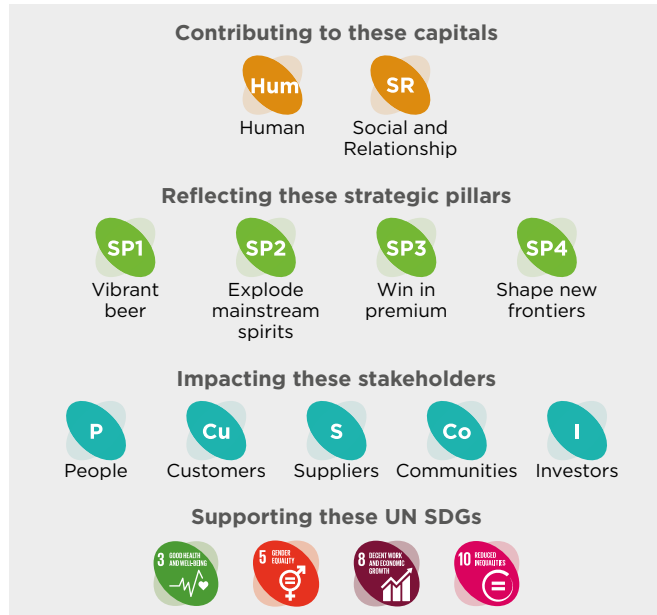 Contributing to these capitals
Hum SR
Human Social and
Relationship
Reflecting these strategic pillars
SP1 SP2 SP3 SP4
Vibrant Explode Win in Shape new
beer mainstream premium frontiers
spirits
Impacting these stakeholders
P Cu S Co I
People Customers Suppliers Communities Investors
Supporting these UN SDGs
3 GOOD HEALTH 5 GENDER 8 DECENT WORK 10 REDUCED
AND WELL-BEING EQUALITY AND ECONOMIC INEQUALITIES
GROWTH